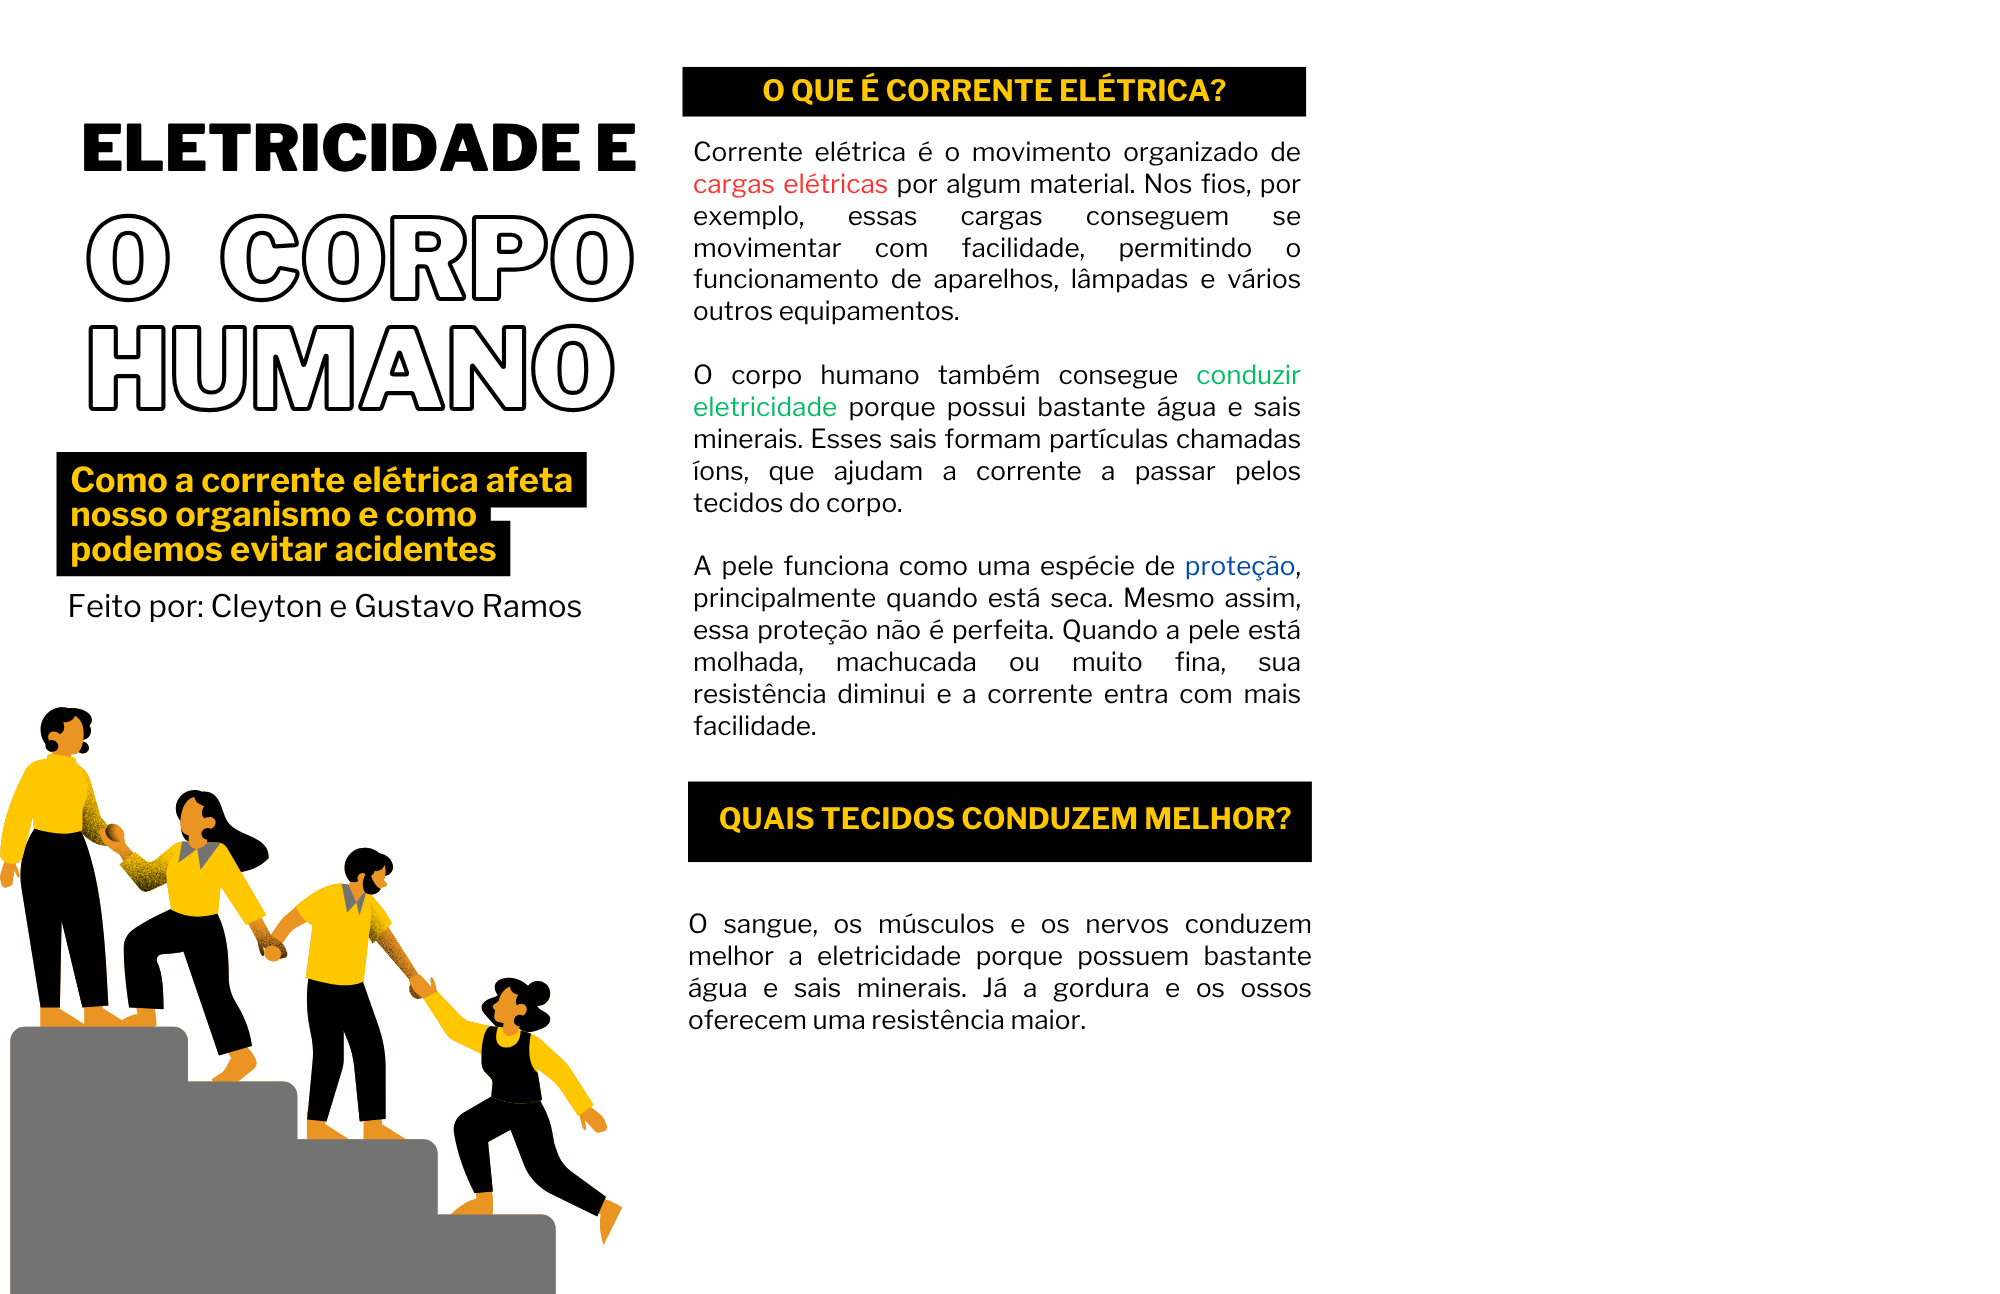 ELETRICIDADE E
O CORPO
HUMANO
Como a corrente elétrica afeta
nosso organismo e como
podemos evitar acidentes
Feito por: Cleyton e Gustavo Ramos
O QUE É CORRENTE ELÉTRICA?
Corrente elétrica é o movimento organizado de
cargas elétricas por algum material. Nos fios, por
exemplo, essas cargas conseguem se
movimentar com facilidade, permitindo o
funcionamento de aparelhos, lâmpadas e vários
outros equipamentos.
O corpo humano também consegue conduzir
eletricidade porque possui bastante água e sais
minerais. Esses sais formam partículas chamadas
íons, que ajudam a corrente a passar pelos
tecidos do corpo.
A pele funciona como uma espécie de proteção,
principalmente quando está seca. Mesmo assim,
essa proteção não é perfeita. Quando a pele está
molhada, machucada ou muito fina, sua
resistência diminui e a corrente entra com mais
facilidade.
QUAIS TECIDOS CONDUZEM MELHOR?
O sangue, os músculos e os nervos conduzem
melhor a eletricidade porque possuem bastante
água e sais minerais. Já a gordura e os ossos
oferecem uma resistência maior.